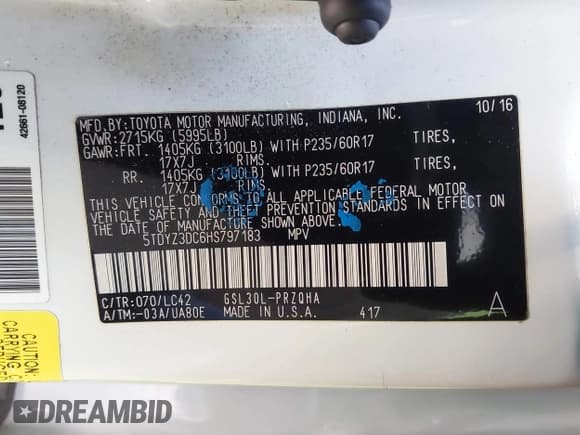 42661-08120
MFD.BY: TOYOTA MOTOR MANUFACTURING, INDIANA, INC. 10/16
GVWR: 2715KG (5995LB)
GAWR: FRT 1405KG (3100LB) WITH P235/60R17 TIRES,
17X7J RIMS.
RR. 1405KG (3100LB) WITH P235/60R17 TIRES,
17X7J RIMS
THIS VEHICLE CONFORMS TO ALL APPLICABLE FEDERAL MOTOR
VEHICLE SAFETY AND THEFT PREVENTION STANDARDS IN EFFECT ON
THE DATE OF MANUFACTURE SHOWN ABOVE.
5TDYZ3DC6HS797183 MPV
C/TR: 070/LC42 GSL30L-PRZQHA A
A/TM: -03A/UA80E MADE IN U.S.A. 417
CAUTION:
CARRYING
DREAMBID